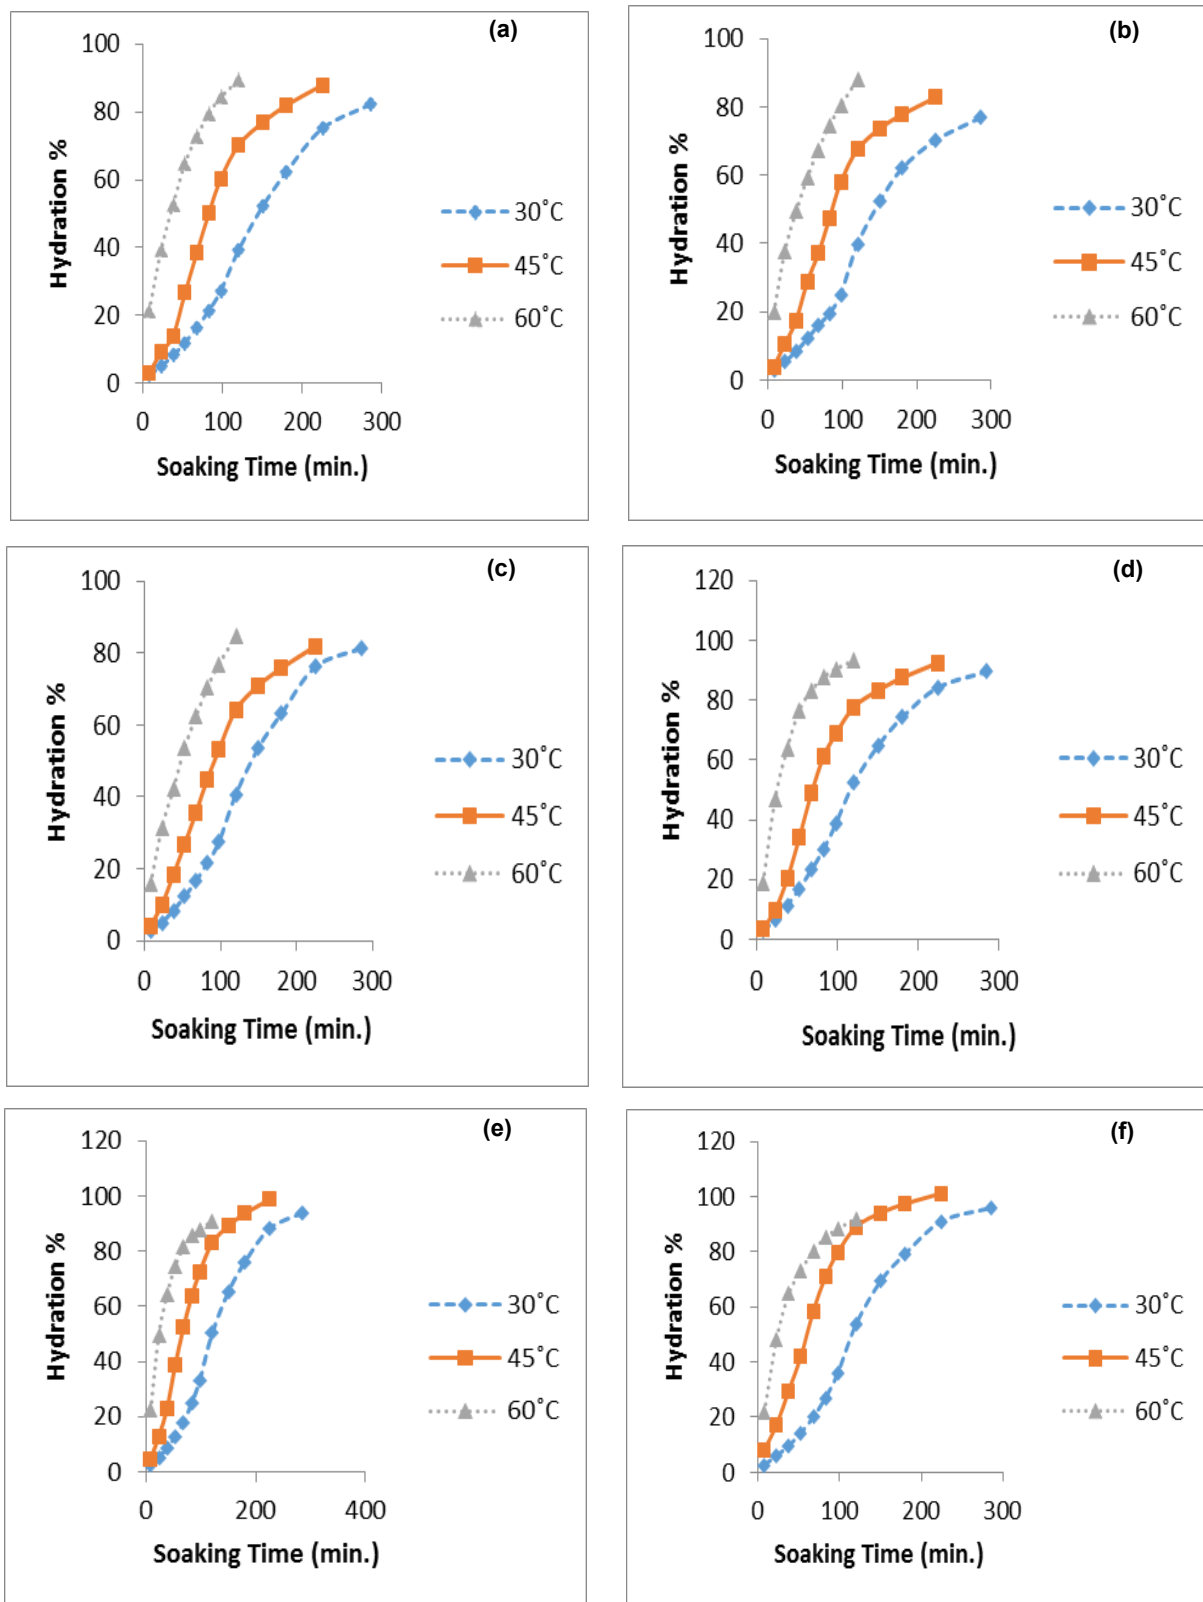 (a)
100
80
60
40
20
0
Hydration %
0 100 200 300
Soaking Time (min.)
30˚C
45˚C
60˚C
(b)
100
80
60
40
20
0
Hydration %
0 100 200 300
Soaking Time (min.)
30˚C
45˚C
60˚C
(c)
100
80
60
40
20
0
Hydration %
0 100 200 300
Soaking Time (min.)
30˚C
45˚C
60˚C
(d)
120
100
80
60
40
20
0
Hydration %
0 100 200 300
Soaking Time (min.)
30˚C
45˚C
60˚C
(e)
120
100
80
60
40
20
0
Hydration %
0 200 400
Soaking Time (min.)
30˚C
45˚C
60˚C
(f)
120
100
80
60
40
20
0
Hydration %
0 100 200 300
Soaking Time (min.)
30˚C
45˚C
60˚C